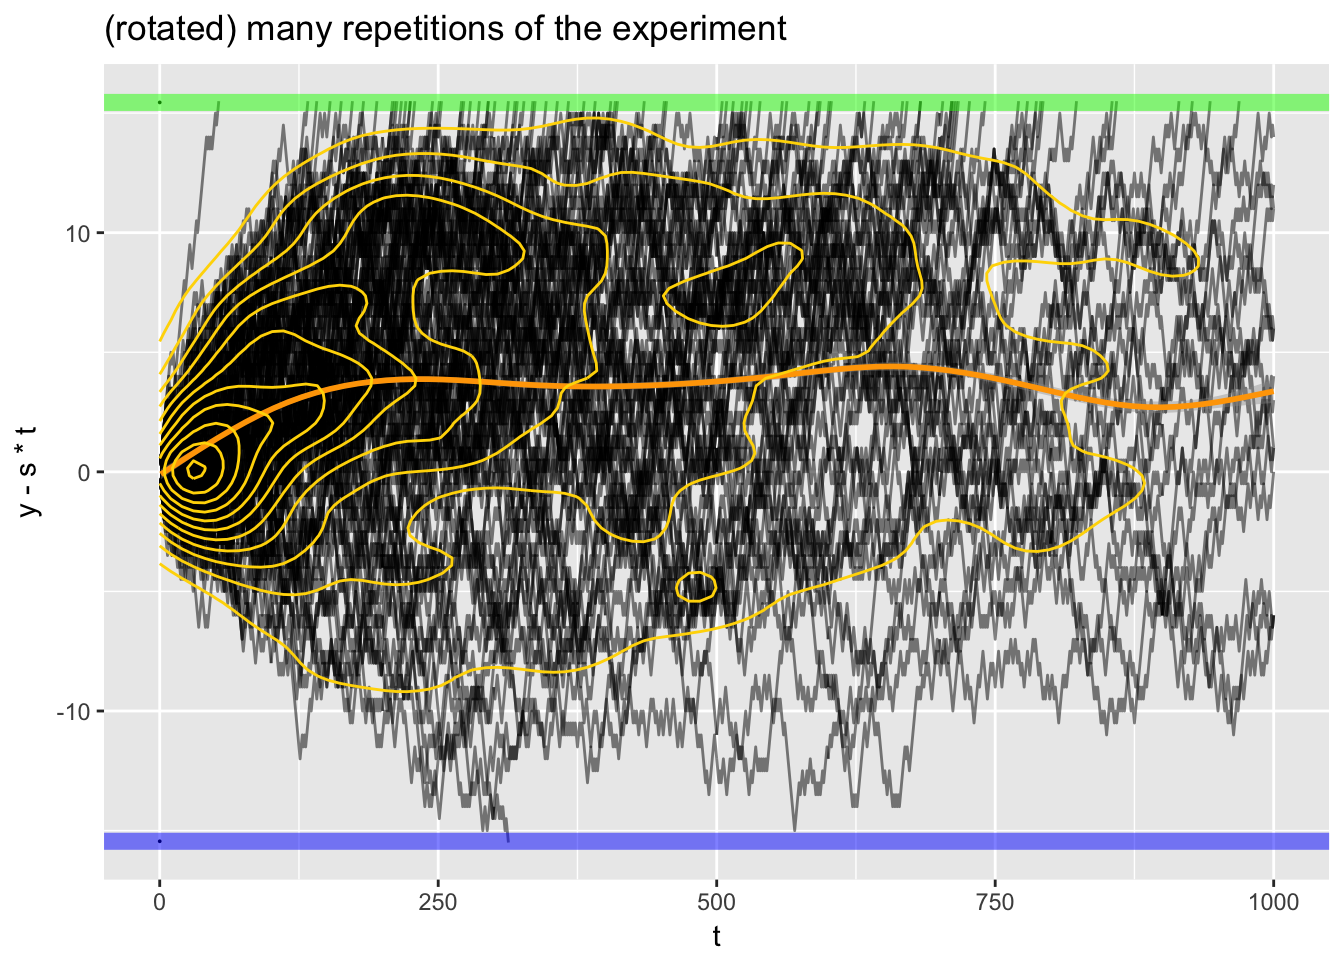 (rotated) many repetitions of the experiment
y - s * t
10
0
-10
0
250
500
750
1000
t